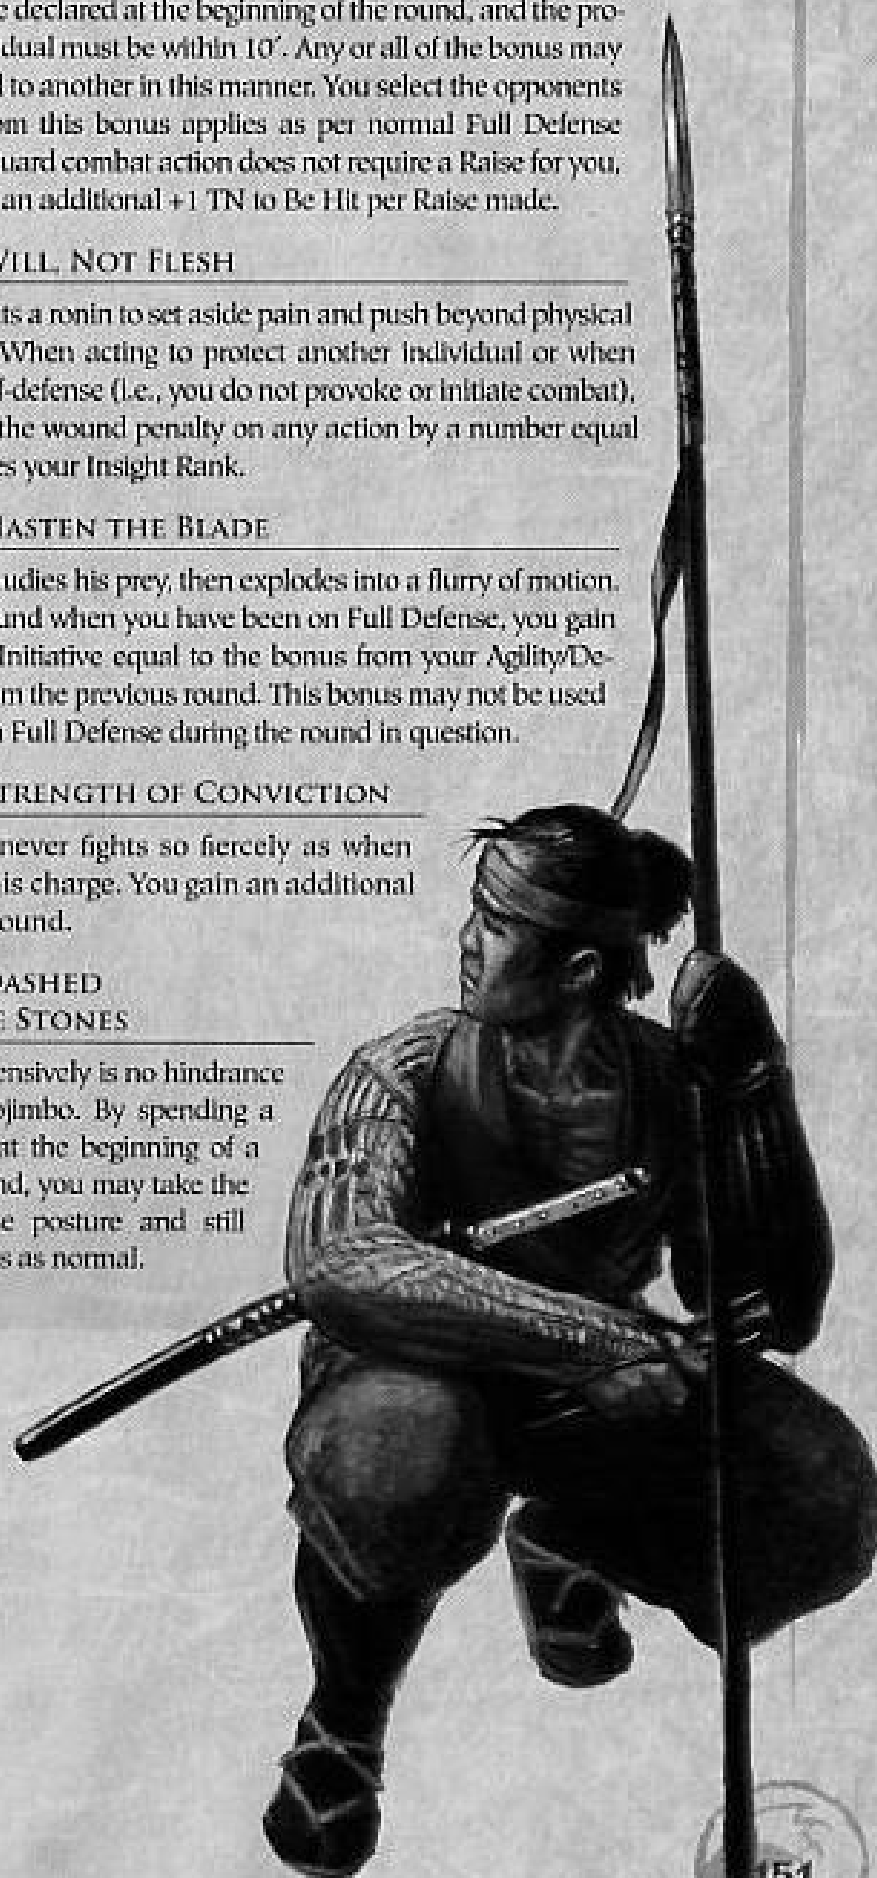 e declared at the beginning of the round, and the pro-
dual must be within 10'. Any or all of the bonus may
l to another in this manner. You select the opponents
om this bonus applies as per normal Full Defense
uard combat action does not require a Raise for you,
an additional +1 TN to Be Hit per Raise made.
WILL, NOT FLESH
ts a ronin to set aside pain and push beyond physical
When acting to protect another individual or when
f-defense (i.e., you do not provoke or initiate combat),
the wound penalty on any action by a number equal
es your Insight Rank.
HASTEN THE BLADE
tudies his prey, then explodes into a flurry of motion.
und when you have been on Full Defense, you gain
Initiative equal to the bonus from your Agility/De-
m the previous round. This bonus may not be used
n Full Defense during the round in question.
STRENGTH OF CONVICTION
never fights so fiercely as when
his charge. You gain an additional
ound.
DASHED
E STONES
ensively is no hindrance
ojimbo. By spending a
at the beginning of a
nd, you may take the
e posture and still
s as normal.
151